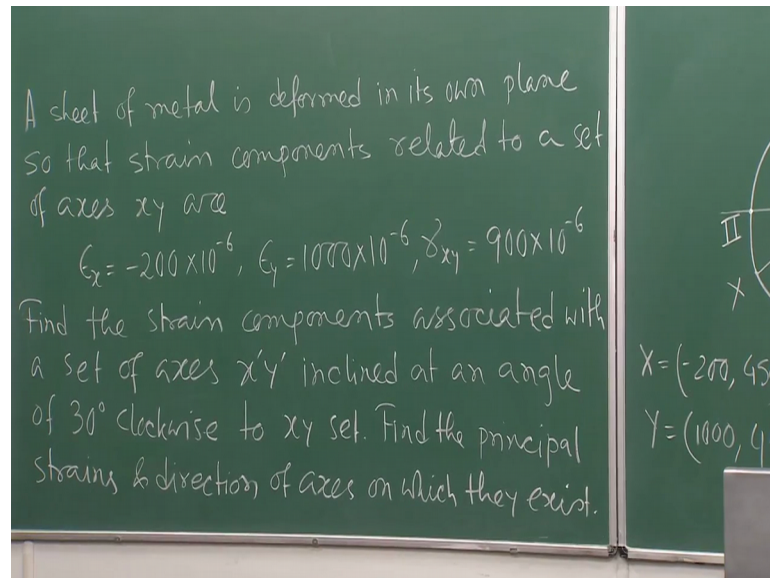 A sheet of metal is deformed in its own plane
so that strain components related to a set
of axes xy are
ϵx = -200 × 10⁻⁶, ϵy = 1000 × 10⁻⁶, γxy = 900 × 10⁻⁶
Find the strain components associated with
a set of axes x'y' inclined at an angle
of 30° clockwise to xy set. Find the principal
strains & direction of axes on which they exist.
II
X
X = (-200, 45
Y = (1000, 4